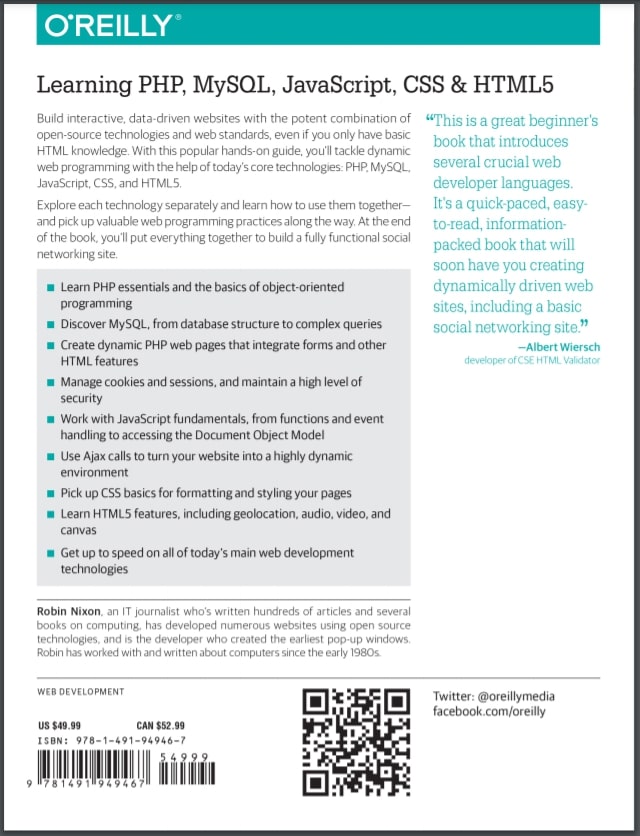 O'REILLY®
Learning PHP, MySQL, JavaScript, CSS & HTML5
Build interactive, data-driven websites with the potent combination of
open-source technologies and web standards, even if you only have basic
HTML knowledge. With this popular hands-on guide, you'll tackle dynamic
web programming with the help of today's core technologies: PHP, MySQL,
JavaScript, CSS, and HTML5.
Explore each technology separately and learn how to use them together—
and pick up valuable web programming practices along the way. At the end
of the book, you'll put everything together to build a fully functional social
networking site.
■ Learn PHP essentials and the basics of object-oriented
programming
■ Discover MySQL, from database structure to complex queries
■ Create dynamic PHP web pages that integrate forms and other
HTML features
■ Manage cookies and sessions, and maintain a high level of
security
■ Work with JavaScript fundamentals, from functions and event
handling to accessing the Document Object Model
■ Use Ajax calls to turn your website into a highly dynamic
environment
■ Pick up CSS basics for formatting and styling your pages
■ Learn HTML5 features, including geolocation, audio, video, and
canvas
■ Get up to speed on all of today's main web development
technologies
Robin Nixon, an IT journalist who's written hundreds of articles and several
books on computing, has developed numerous websites using open source
technologies, and is the developer who created the earliest pop-up windows.
Robin has worked with and written about computers since the early 1980s.
“This is a great beginner's
book that introduces
several crucial web
developer languages.
It's a quick-paced, easy-
to-read, information-
packed book that will
soon have you creating
dynamically driven web
sites, including a basic
social networking site.”
—Albert Wiersch
developer of CSE HTML Validator
WEB DEVELOPMENT
US $49.99 CAN $52.99
ISBN: 978-1-491-94946-7
5 4 9 9 9
9 781491 949467
Twitter: @oreillymedia
facebook.com/oreilly